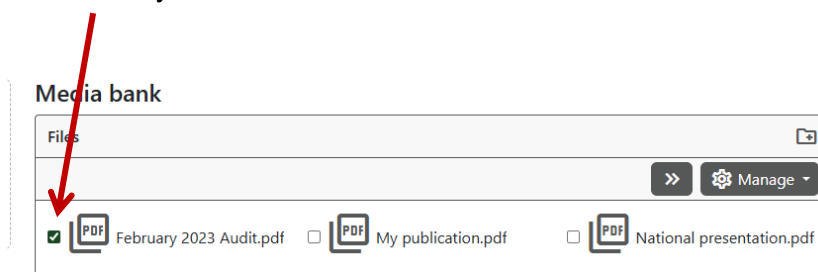 Media bank
Files
Manage
PDF February 2023 Audit.pdf PDF My publication.pdf PDF National presentation.pdf